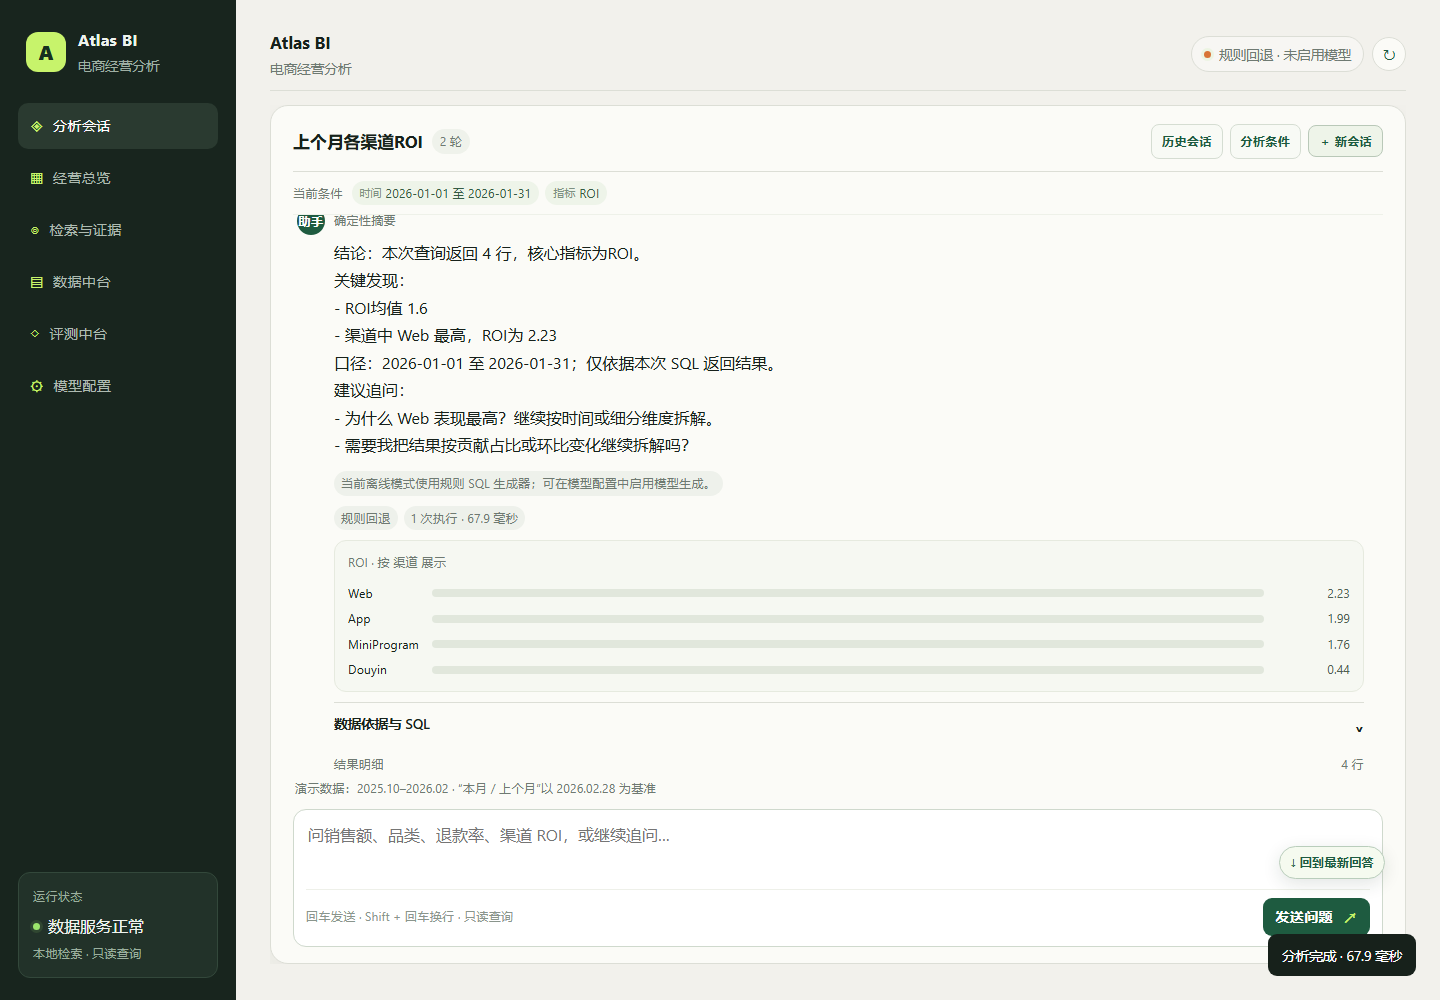 A
Atlas BI
电商经营分析
分析会话
经营总览
检索与证据
数据中台
评测中台
模型配置
运行状态
数据服务正常
本地检索 · 只读查询
Atlas BI
电商经营分析
规则回退 · 未启用模型
上个月各渠道ROI
2 轮
历史会话
分析条件
+ 新会话
当前条件
时间 2026-01-01 至 2026-01-31
指标 ROI
助手
确定性摘要
结论：本次查询返回 4 行，核心指标为ROI。
关键发现：
- ROI均值 1.6
- 渠道中 Web 最高，ROI为 2.23
口径：2026-01-01 至 2026-01-31；仅依据本次 SQL 返回结果。
建议追问：
- 为什么 Web 表现最高？继续按时间或细分维度拆解。
- 需要我把结果按贡献占比或环比变化继续拆解吗？
当前离线模式使用规则 SQL 生成器；可在模型配置中启用模型生成。
规则回退
1 次执行 · 67.9 毫秒
ROI · 按 渠道 展示
Web 2.23
App 1.99
MiniProgram 1.76
Douyin 0.44
数据依据与 SQL
结果明细
4 行
演示数据：2025.10–2026.02 · “本月 / 上个月”以 2026.02.28 为基准
问销售额、品类、退款率、渠道 ROI，或继续追问...
↓ 回到最新回答
回车发送 · Shift + 回车换行 · 只读查询
发送问题 ↗
分析完成 · 67.9 毫秒